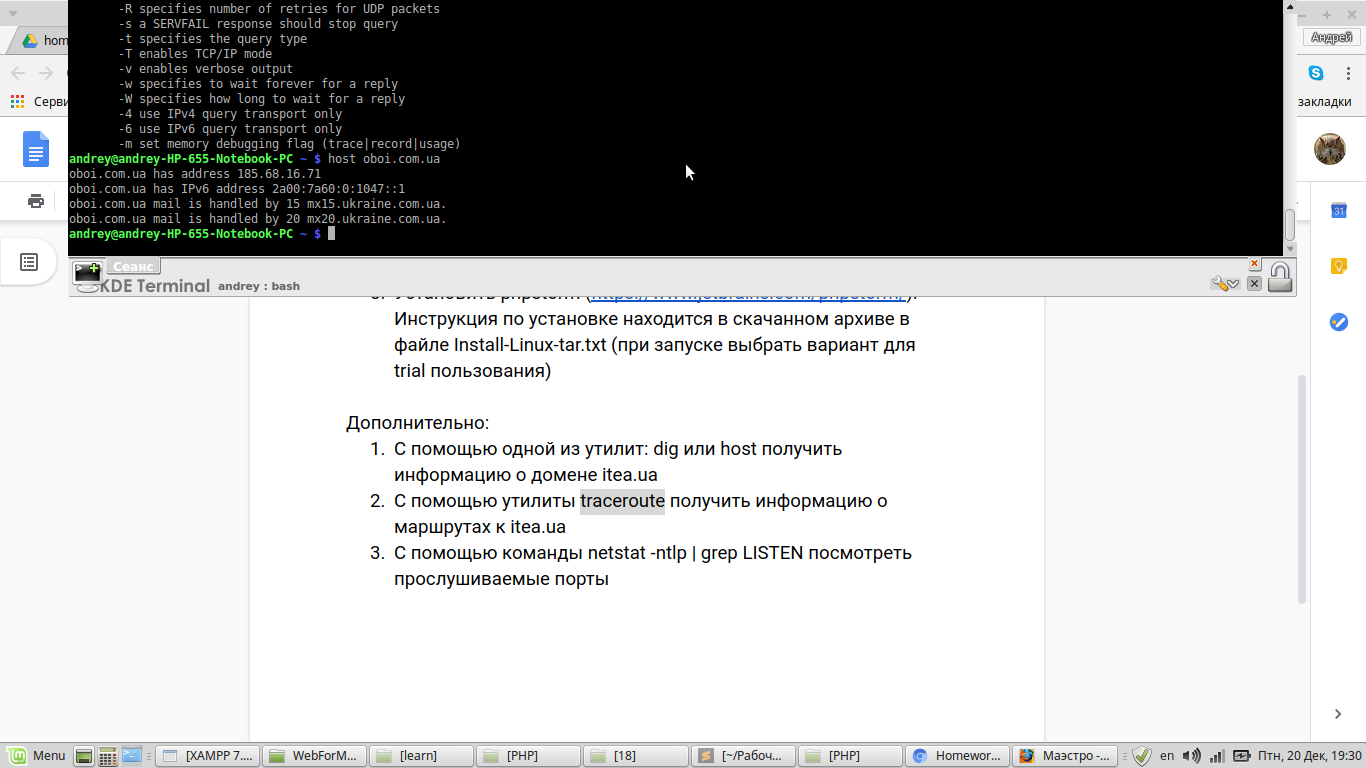 -R specifies number of retries for UDP packets
-s a SERVFAIL response should stop query
-t specifies the query type
-T enables TCP/IP mode
-v enables verbose output
-w specifies to wait forever for a reply
-W specifies how long to wait for a reply
-4 use IPv4 query transport only
-6 use IPv6 query transport only
-m set memory debugging flag (trace|record|usage)
andrey@andrey-HP-655-Notebook-PC ~ $ host oboi.com.ua
oboi.com.ua has address 185.68.16.71
oboi.com.ua has IPv6 address 2a00:7a60:0:1047::1
oboi.com.ua mail is handled by 15 mx15.ukraine.com.ua.
oboi.com.ua mail is handled by 20 mx20.ukraine.com.ua.
andrey@andrey-HP-655-Notebook-PC ~ $
hom
Андрей
Серви
закладки
31
Сеанс
KDE Terminal andrey : bash
Установить phpstorm (https://www.jetbrains.com/phpstorm/).
Инструкция по установке находится в скачанном архиве в
файле Install-Linux-tar.txt (при запуске выбрать вариант для
trial пользования)
Дополнительно:
1. С помощью одной из утилит: dig или host получить
информацию о домене itea.ua
2. С помощью утилиты traceroute получить информацию о
маршрутах к itea.ua
3. С помощью команды netstat -ntlp | grep LISTEN посмотреть
прослушиваемые порты
Menu [XAMPP 7.... WebForM... [learn] [PHP] [18] [~/Рабоч... [PHP] Homewor... Маэстро -... en Птн, 20 Дек, 19:30